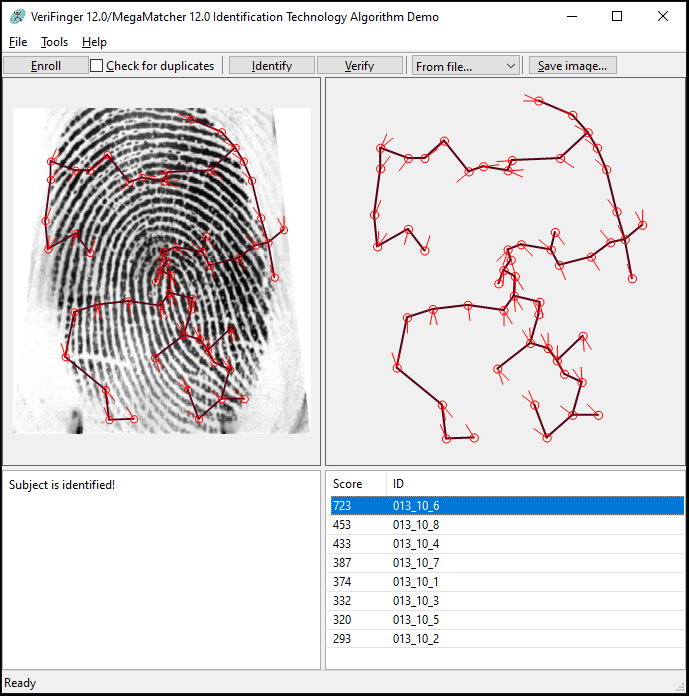 VeriFinger 12.0/MegaMatcher 12.0 Identification Technology Algorithm Demo
File Tools Help
Enroll Check for duplicates Identify Verify From file... Save image...
Subject is identified!
Score ID
723 013_10_6
453 013_10_8
433 013_10_4
387 013_10_7
374 013_10_1
332 013_10_3
320 013_10_5
293 013_10_2
Ready